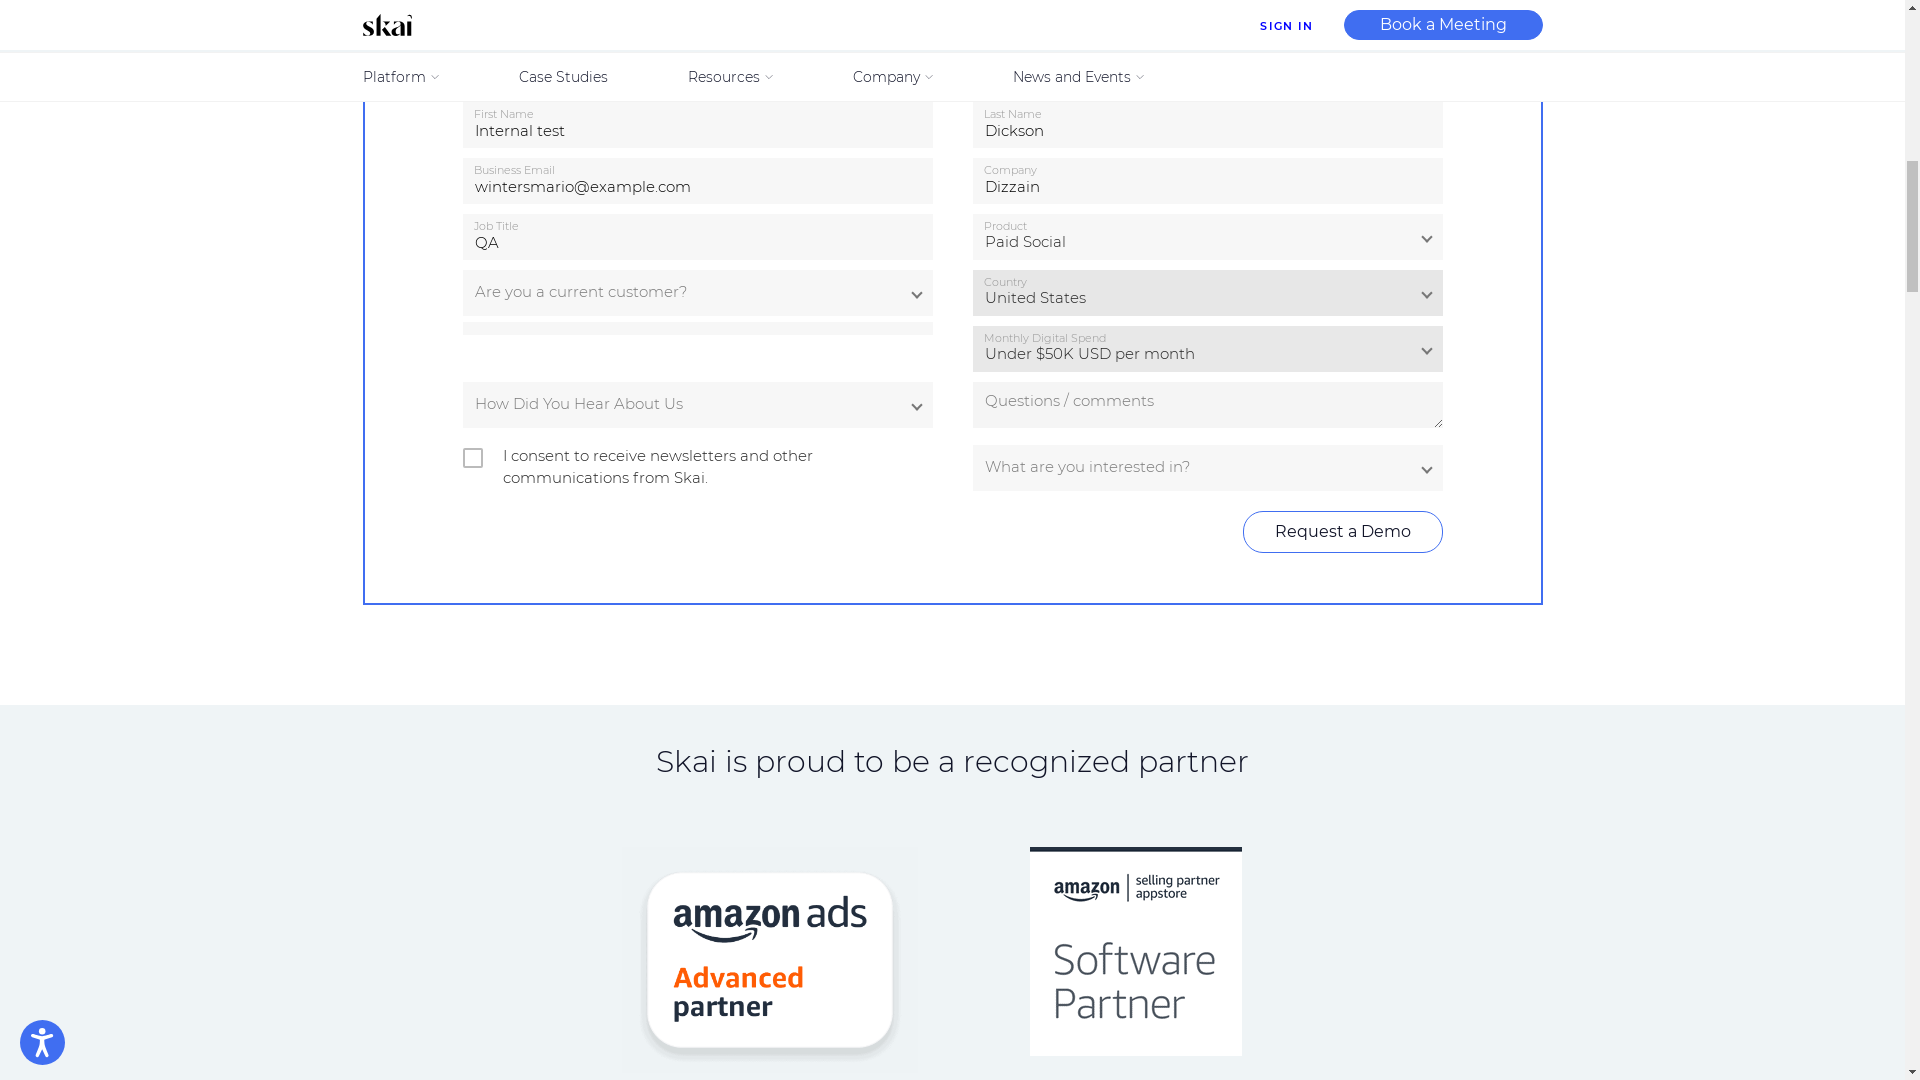 skai
SIGN IN
Book a Meeting
Platform
Case Studies
Resources
Company
News and Events
First Name
Internal test
Last Name
Dickson
Business Email
wintersmario@example.com
Company
Dizzain
Job Title
QA
Product
Paid Social
Are you a current customer?
Country
United States
Monthly Digital Spend
Under $50K USD per month
How Did You Hear About Us
Questions / comments
I consent to receive newsletters and other
communications from Skai.
What are you interested in?
Request a Demo
Skai is proud to be a recognized partner
amazon ads
Advanced
partner
amazon
selling partner
appstore
Software
Partner